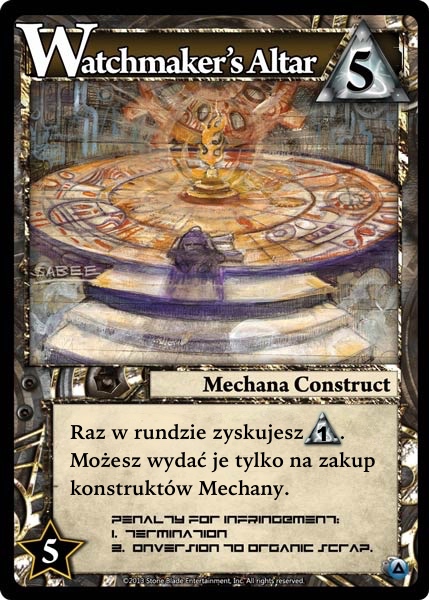 Watchmaker's Altar
5
SABEE
Mechana Construct
Raz w rundzie zyskujesz 1.
Możesz wydać je tylko na zakup
konstruktów Mechany.
PENALTY FOR INFRINGEMENT:
1. TERMINATION
2. ONVERSION TO ORGANIC SCRAP.
5
©2013 Stone Blade Entertainment, Inc. All rights reserved.